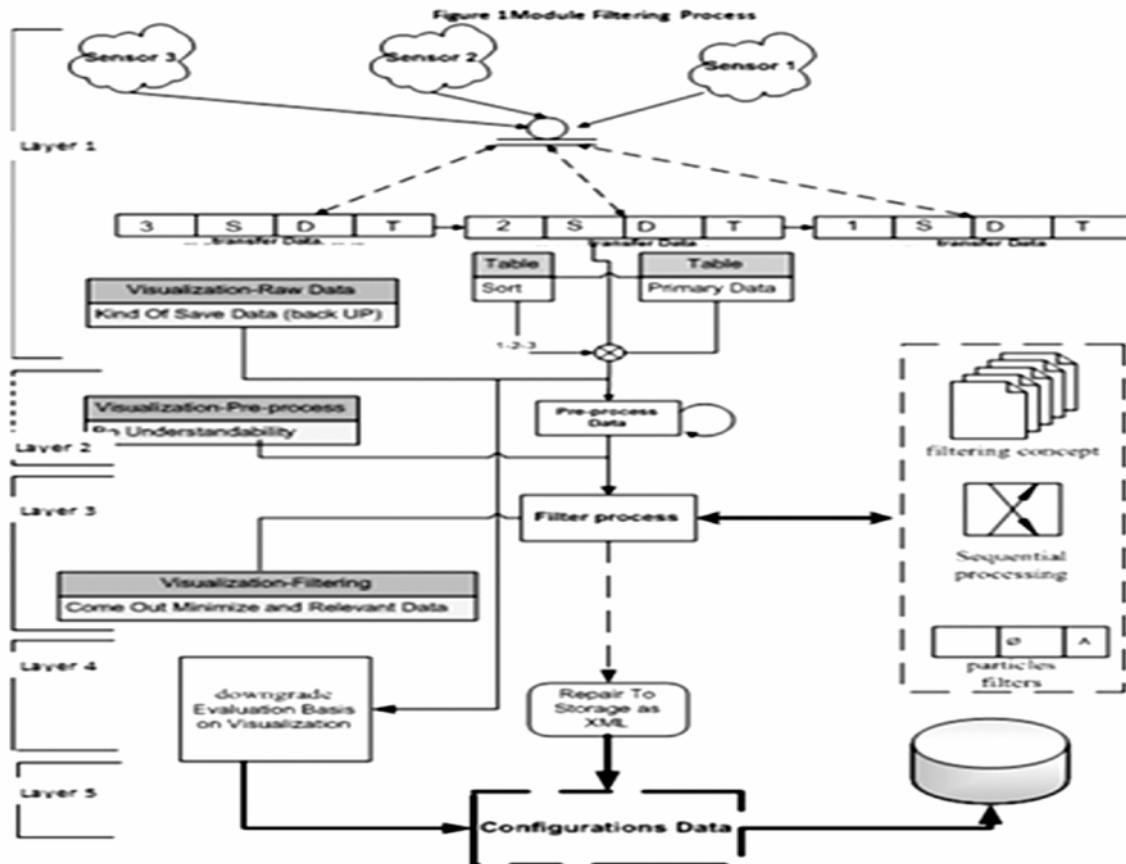 Figure 1Module Filtering Process
Sensor 3
Sensor 2
Sensor 1
Layer 1
3 S D T
2 S D T
1 S D T
transfer Data
transfer Data
transfer Data
Table
Sort
Table
Primary Data
Visualization-Raw Data
Kind Of Save Data (back UP)
1-2-3
Visualization-Pre-process
Understandability
Pre-process
Data
Layer 2
filtering concept
Layer 3
Filter process
Sequential
processing
Visualization-Filtering
Come Out Minimize and Relevant Data
Ø A
particles
filters
Layer 4
downgrade
Evaluation Basis
on Visualization
Repair To
Storage as
XML
Layer 5
Configurations Data